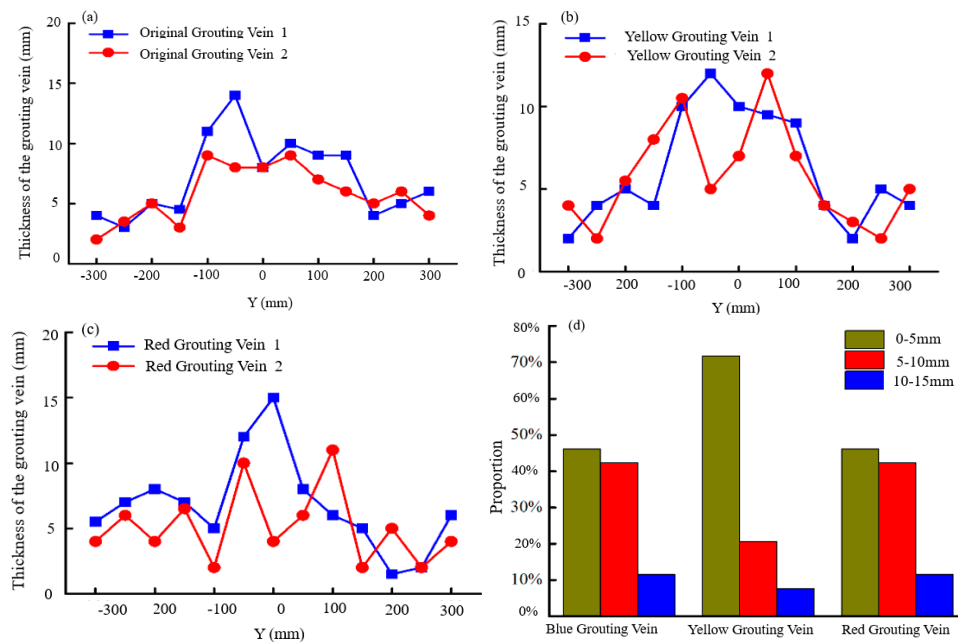 (a)
Original Grouting Vein 1
Original Grouting Vein 2
Thickness of the grouting vein (mm)
20
15
10
5
0
-300 -200 -100 0 100 200 300
Y (mm)
(b)
Yellow Grouting Vein 1
Yellow Grouting Vein 2
Thickness of the grouting vein (mm)
15
10
5
0
-300 200 -100 0 100 200 300
Y (mm)
(c)
Red Grouting Vein 1
Red Grouting Vein 2
Thickness of the grouting vein (mm)
20
15
10
5
0
-300 -200 -100 0 100 200 300
Y (mm)
(d)
0-5mm
5-10mm
10-15mm
Proportion
80%
70%
60%
50%
40%
30%
20%
10%
0%
Blue Grouting Vein Yellow Grouting Vein Red Grouting Vein